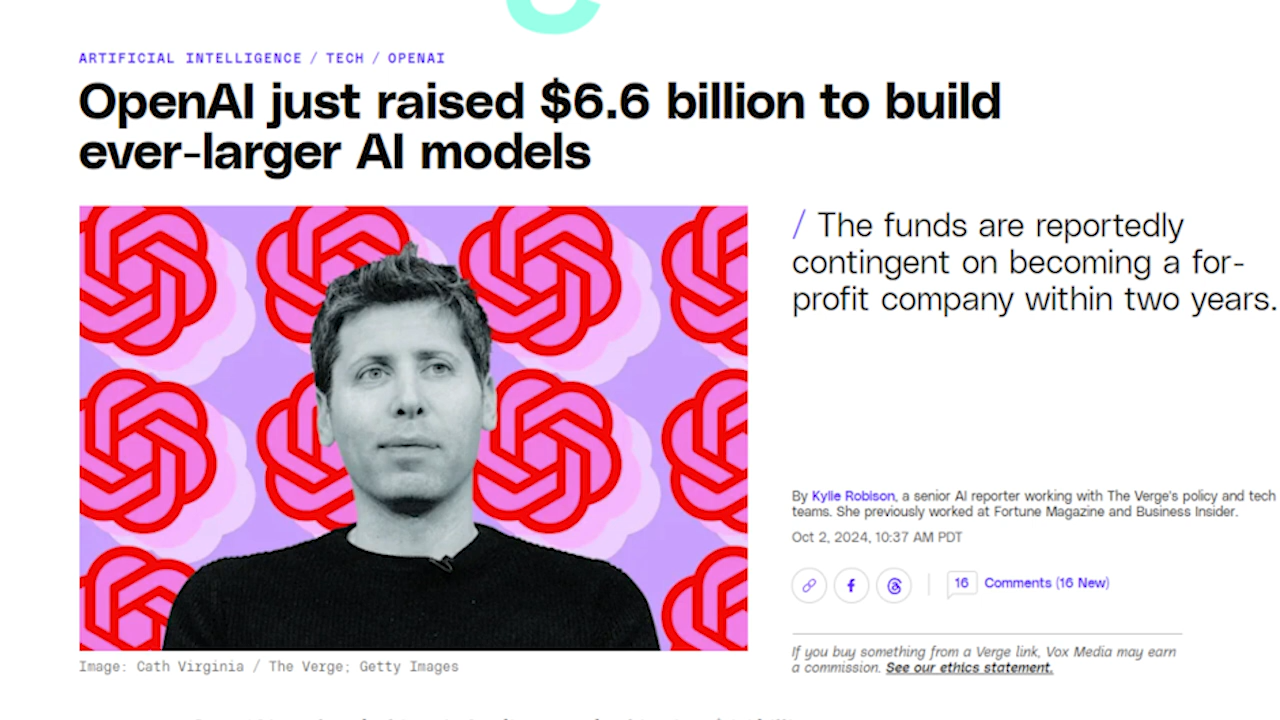 ARTIFICIAL INTELLIGENCE / TECH / OPENAI
OpenAI just raised $6.6 billion to build
ever-larger AI models
/ The funds are reportedly
contingent on becoming a for-
profit company within two years.
By Kylie Robison, a senior AI reporter working with The Verge's policy and tech
teams. She previously worked at Fortune Magazine and Business Insider.
Oct 2, 2024, 10:37 AM PDT
16 Comments (16 New)
If you buy something from a Verge link, Vox Media may earn
a commission. See our ethics statement.
Image: Cath Virginia / The Verge; Getty Images